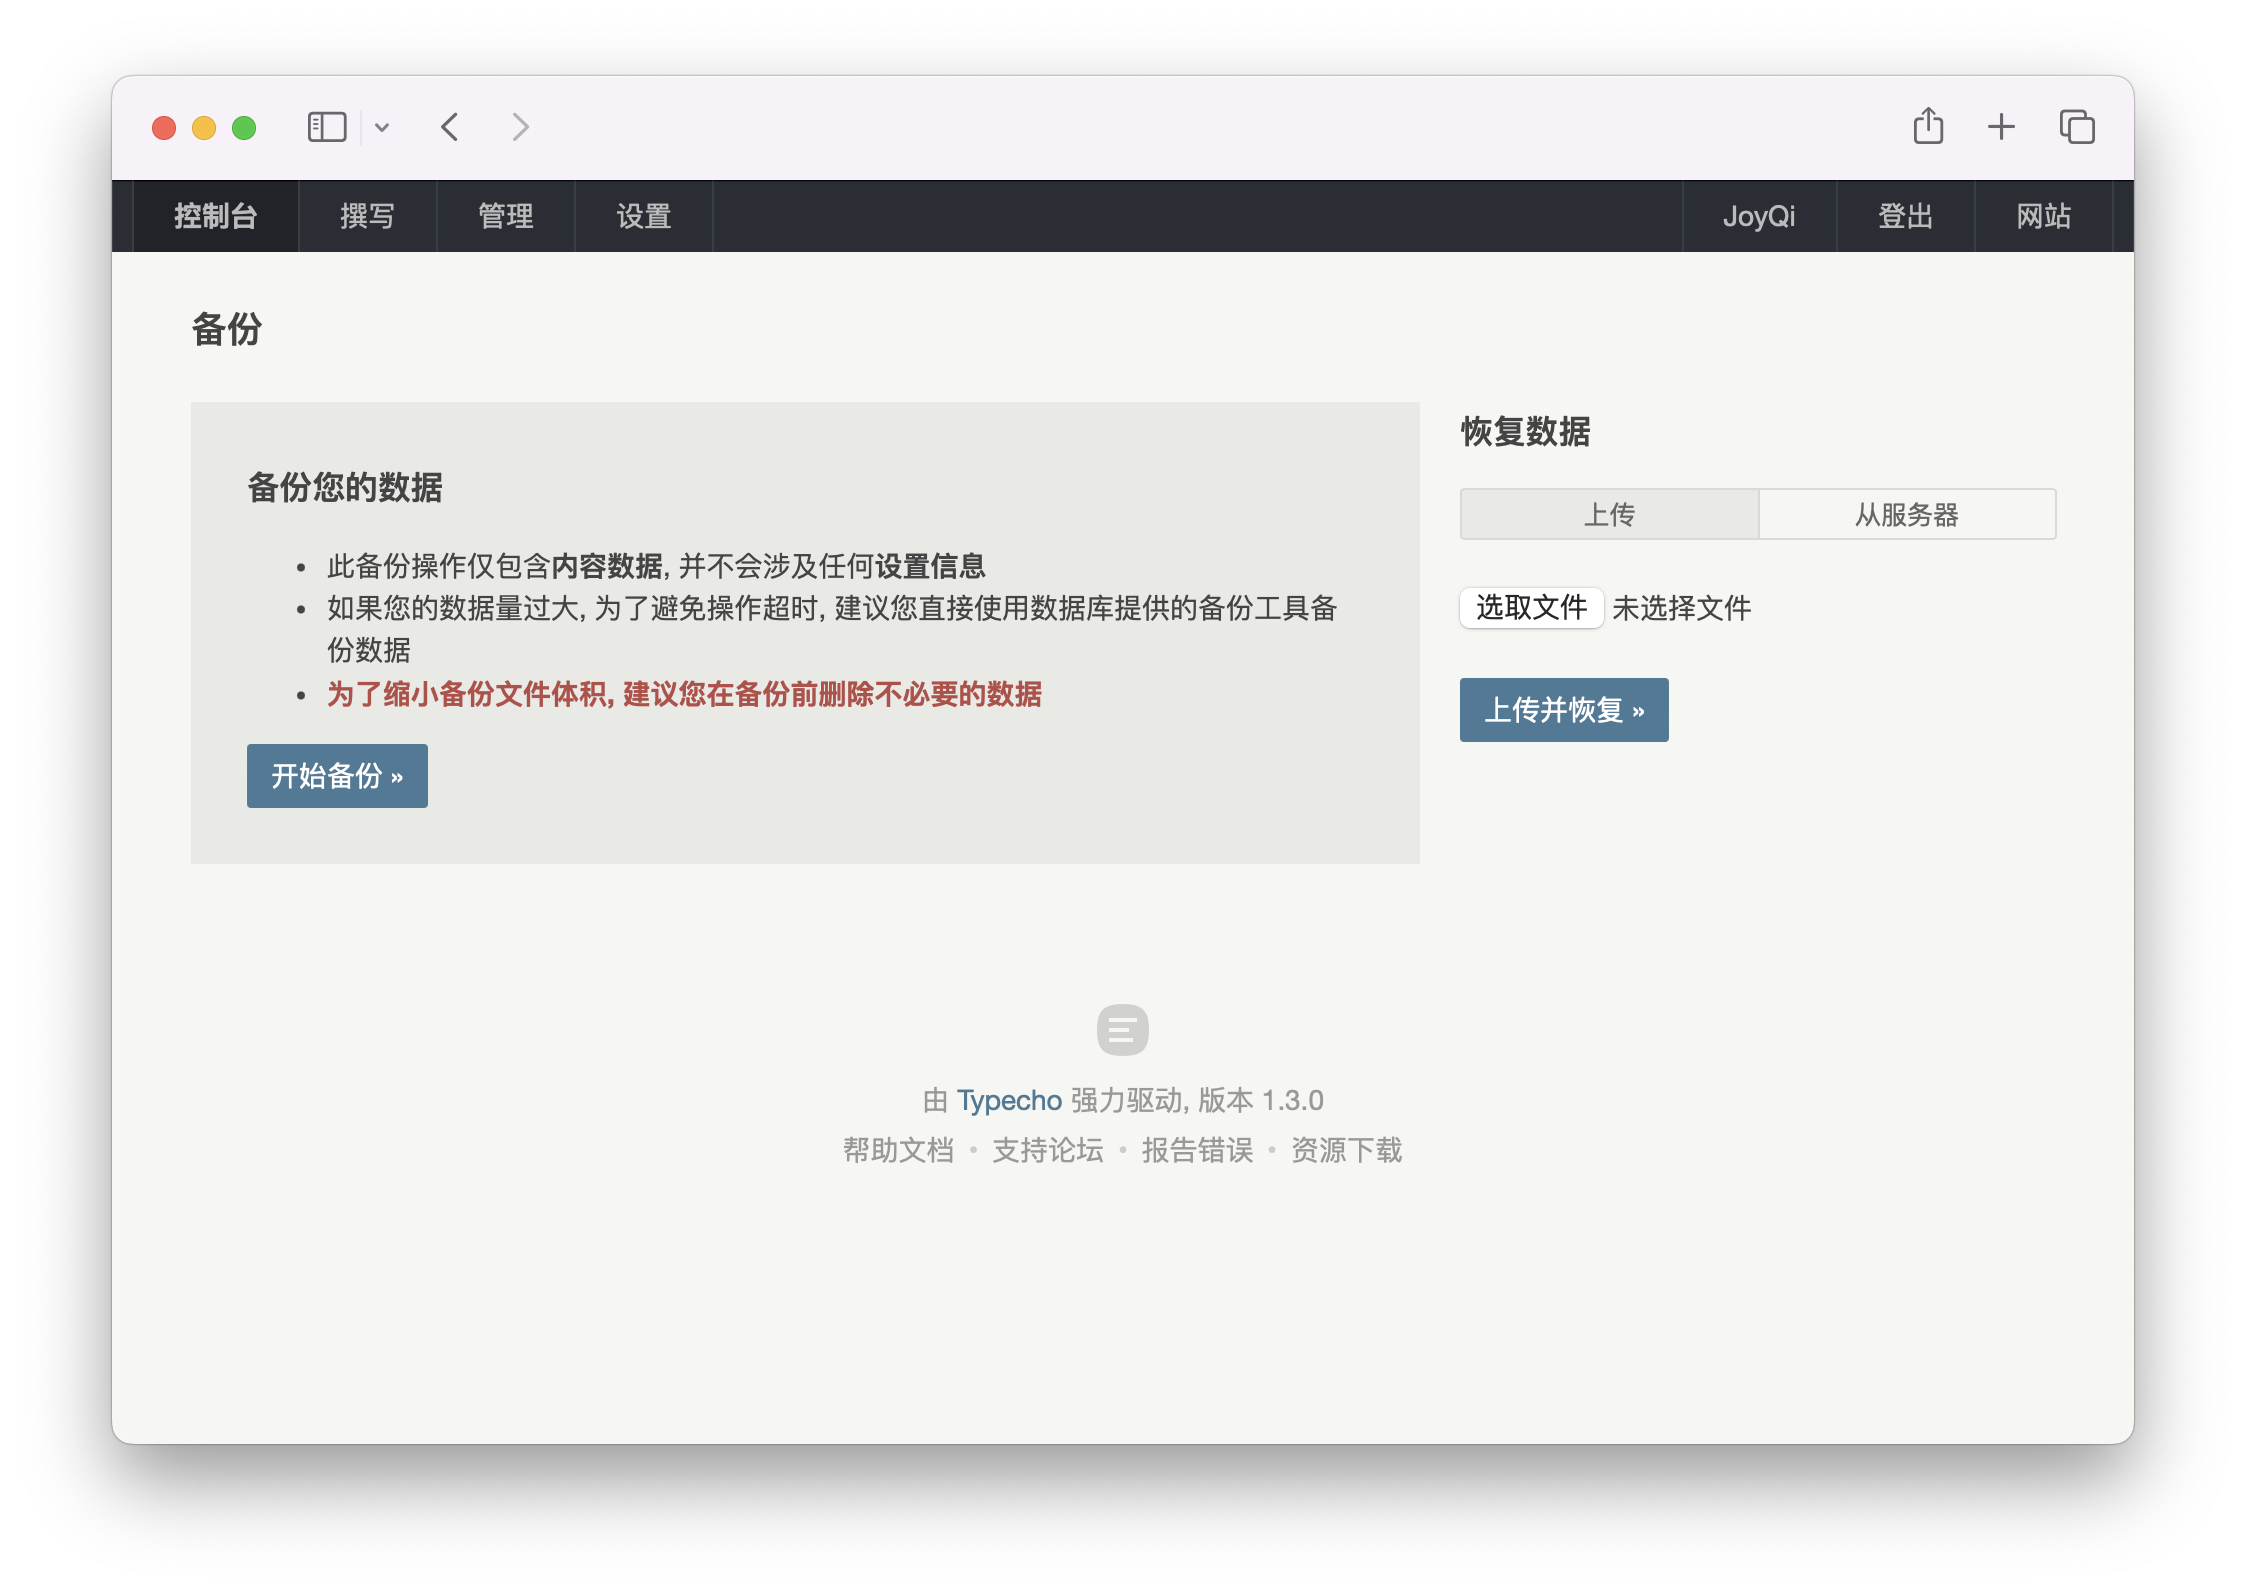 控制台
撰写
管理
设置
JoyQi
登出
网站
备份
备份您的数据
• 此备份操作仅包含内容数据, 并不会涉及任何设置信息
• 如果您的数据量过大, 为了避免操作超时, 建议您直接使用数据库提供的备份工具备
份数据
• 为了缩小备份文件体积, 建议您在备份前删除不必要的数据
开始备份 »
恢复数据
上传
从服务器
选取文件 未选择文件
上传并恢复 »
由 Typecho 强力驱动, 版本 1.3.0
帮助文档 • 支持论坛 • 报告错误 • 资源下载